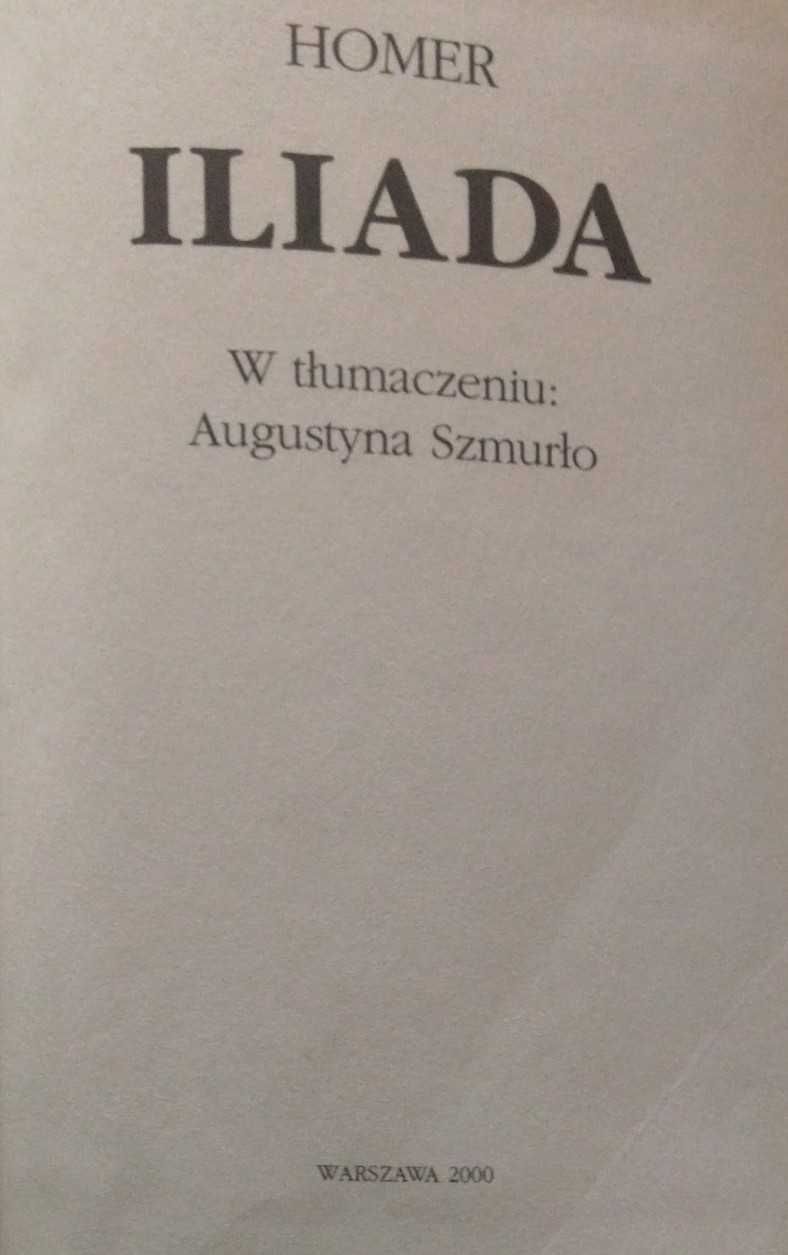 HOMER
ILIADA
W tłumaczeniu:
Augustyna Szmurło
WARSZAWA 2000